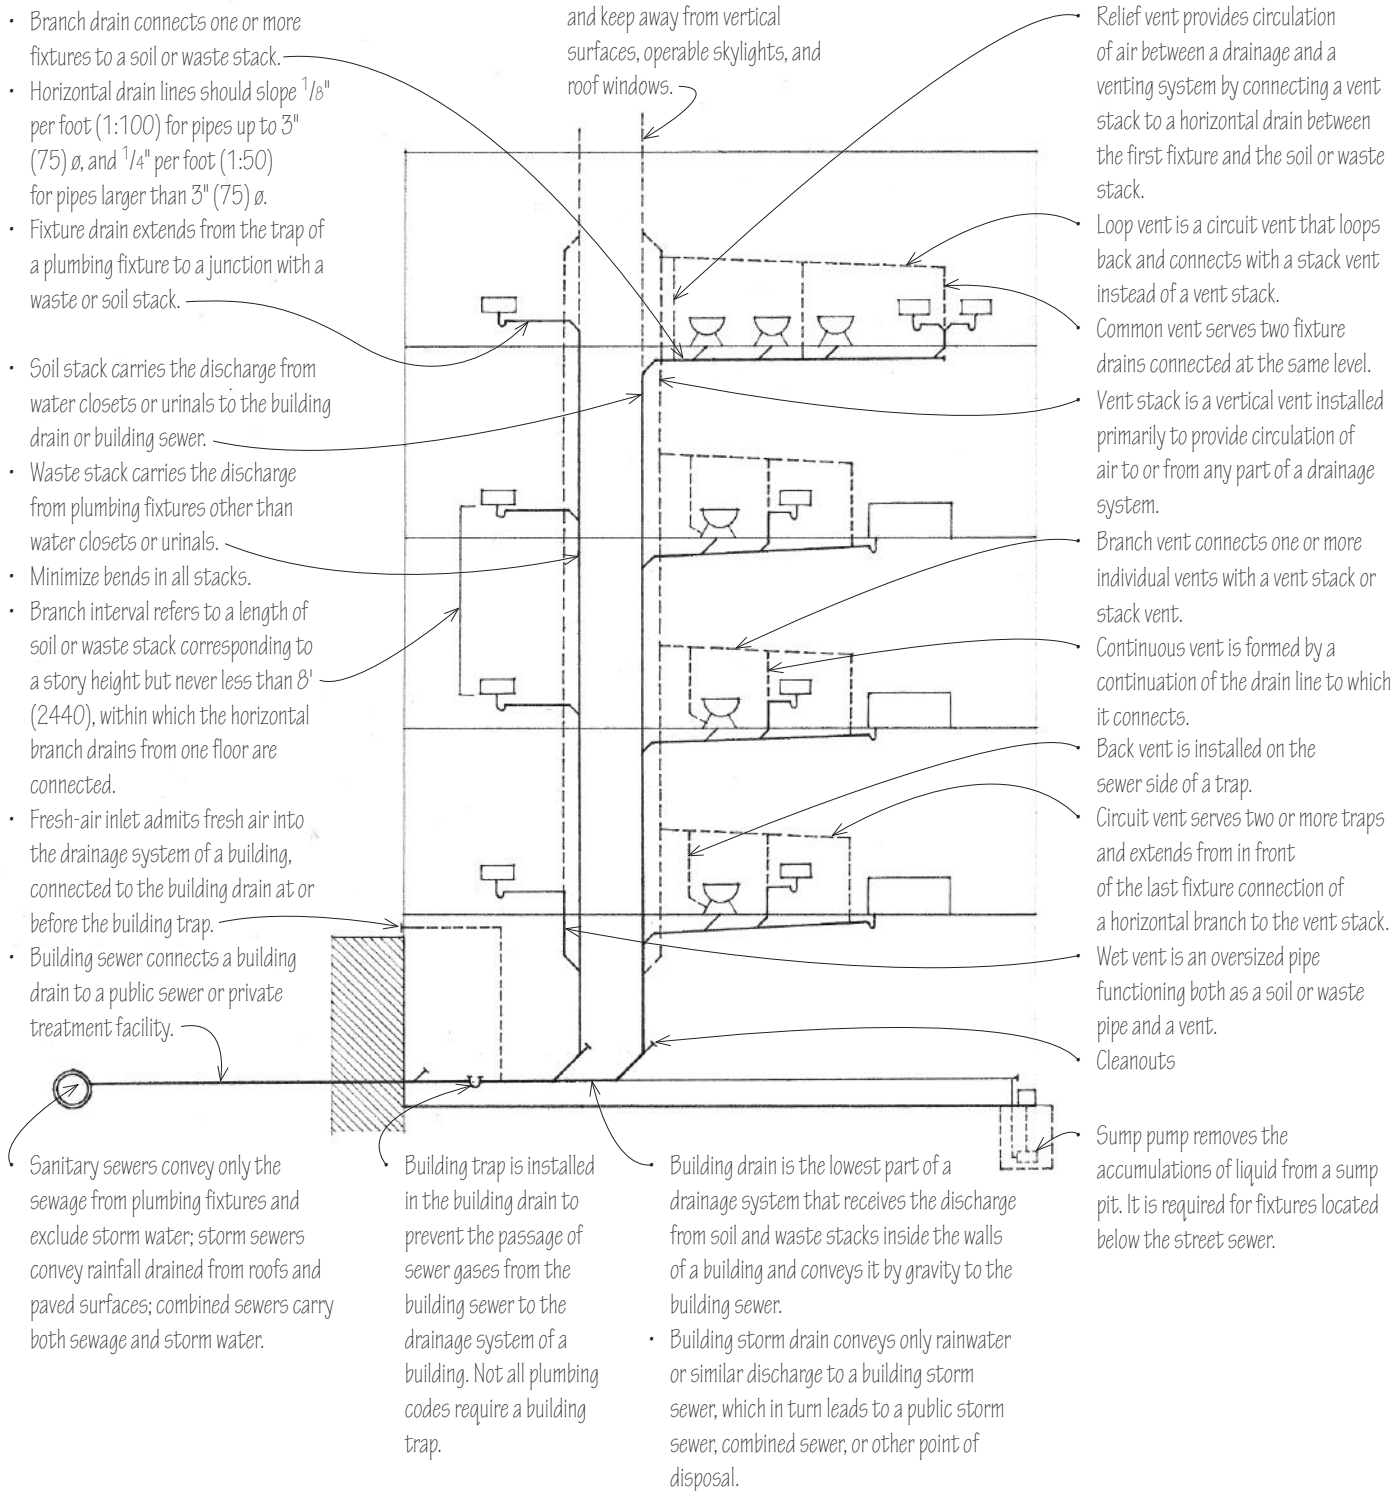 • Branch drain connects one or more
fixtures to a soil or waste stack.
• Horizontal drain lines should slope 1/8"
per foot (1:100) for pipes up to 3"
(75) ø, and 1/4" per foot (1:50)
for pipes larger than 3" (75) ø.
• Fixture drain extends from the trap of
a plumbing fixture to a junction with a
waste or soil stack.
• Soil stack carries the discharge from
water closets or urinals to the building
drain or building sewer.
• Waste stack carries the discharge
from plumbing fixtures other than
water closets or urinals.
• Minimize bends in all stacks.
• Branch interval refers to a length of
soil or waste stack corresponding to
a story height but never less than 8'
(2440), within which the horizontal
branch drains from one floor are
connected.
• Fresh-air inlet admits fresh air into
the drainage system of a building,
connected to the building drain at or
before the building trap.
• Building sewer connects a building
drain to a public sewer or private
treatment facility.
• Sanitary sewers convey only the
sewage from plumbing fixtures and
exclude storm water; storm sewers
convey rainfall drained from roofs and
paved surfaces; combined sewers carry
both sewage and storm water.
and keep away from vertical
surfaces, operable skylights, and
roof windows.
• Building trap is installed
in the building drain to
prevent the passage of
sewer gases from the
building sewer to the
drainage system of a
building. Not all plumbing
codes require a building
trap.
• Building drain is the lowest part of a
drainage system that receives the discharge
from soil and waste stacks inside the walls
of a building and conveys it by gravity to the
building sewer.
• Building storm drain conveys only rainwater
or similar discharge to a building storm
sewer, which in turn leads to a public storm
sewer, combined sewer, or other point of
disposal.
• Relief vent provides circulation
of air between a drainage and a
venting system by connecting a vent
stack to a horizontal drain between
the first fixture and the soil or waste
stack.
• Loop vent is a circuit vent that loops
back and connects with a stack vent
instead of a vent stack.
• Common vent serves two fixture
drains connected at the same level.
• Vent stack is a vertical vent installed
primarily to provide circulation of
air to or from any part of a drainage
system.
• Branch vent connects one or more
individual vents with a vent stack or
stack vent.
• Continuous vent is formed by a
continuation of the drain line to which
it connects.
• Back vent is installed on the
sewer side of a trap.
• Circuit vent serves two or more traps
and extends from in front
of the last fixture connection of
a horizontal branch to the vent stack.
• Wet vent is an oversized pipe
functioning both as a soil or waste
pipe and a vent.
• Cleanouts
• Sump pump removes the
accumulations of liquid from a sump
pit. It is required for fixtures located
below the street sewer.